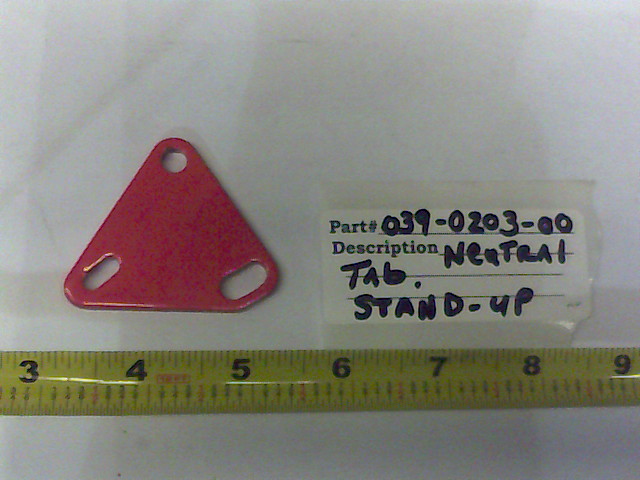 Part# 039-0203-00
Description Neutral
Tab.
STAND-UP
3 4 5 6 7 8 9